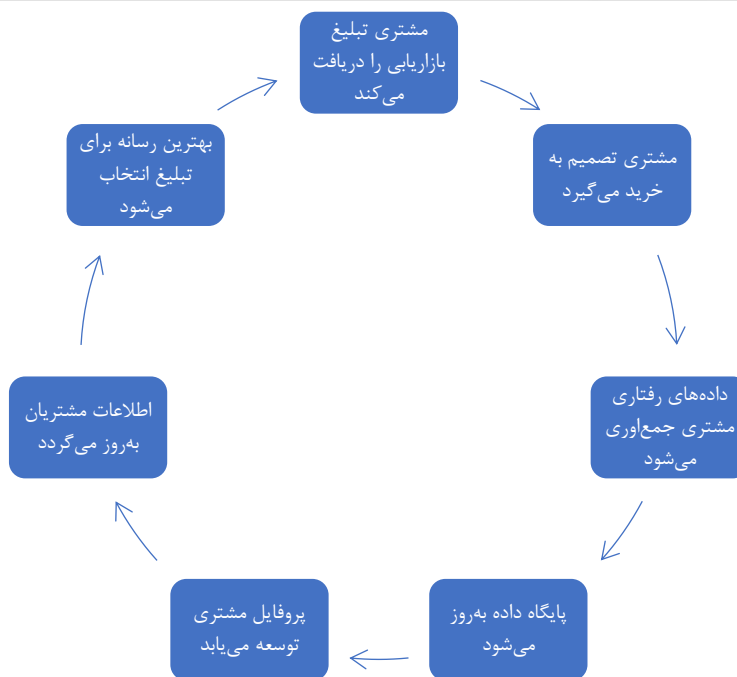 مشتری تبلیغ
بازاریابی را دریافت
می‌کند
مشتری تصمیم به
خرید می‌گیرد
داده‌های رفتاری
مشتری جمع‌اوری
می‌شود
پایگاه داده به‌روز
می‌شود
پروفایل مشتری
توسعه می‌یابد
اطلاعات مشتریان
به‌روز می‌گردد
بهترین رسانه برای
تبلیغ انتخاب
می‌شود